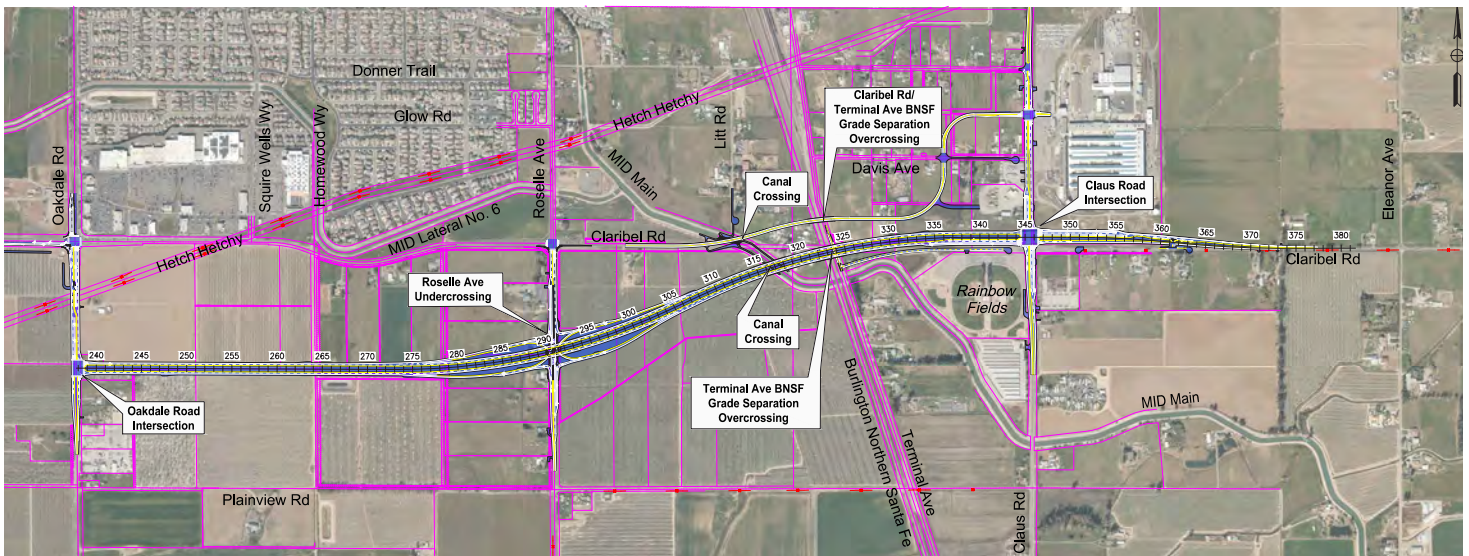 Donner Trail
Glow Rd
Squire Wells Wy
Homewood Wy
Oakdale Rd
Hetch Hetchy
Hetch Hetchy
MID Lateral No. 6
Roselle Ave
MID Main
Litt Rd
Claribel Rd/
Terminal Ave BNSF
Grade Separation
Overcrossing
Davis Ave
Canal
Crossing
Claus Road
Intersection
Eleanor Ave
Claribel Rd
Claribel Rd
Roselle Ave
Undercrossing
Rainbow
Fields
Canal
Crossing
240 245 250 255 260 265 270 275 280 285 290 295 300 305 310 315 320 325 330 335 340 345 350 355 360 365 370 375 380
Oakdale Road
Intersection
Terminal Ave BNSF
Grade Separation
Overcrossing
MID Main
Burlington Northern Santa Fe
Terminal Ave
Claus Rd
Plainview Rd